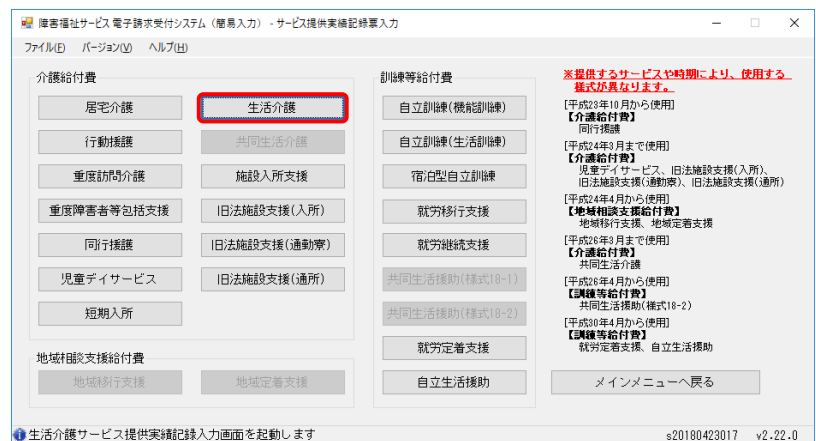 障害福祉サービス 電子請求受付システム（簡易入力） - サービス提供実績記録票入力
ファイル(F) バージョン(V) ヘルプ(H)
介護給付費
居宅介護 生活介護
行動援護 共同生活介護
重度訪問介護 施設入所支援
重度障害者等包括支援 旧法施設支援(入所)
同行援護 旧法施設支援(通勤寮)
児童デイサービス 旧法施設支援(通所)
短期入所
地域相談支援給付費
地域移行支援 地域定着支援
訓練等給付費
自立訓練(機能訓練)
自立訓練(生活訓練)
宿泊型自立訓練
就労移行支援
就労継続支援
共同生活援助(様式18-1)
共同生活援助(様式18-2)
就労定着支援
自立生活援助
※提供するサービスや時期により、使用する
様式が異なります。
[平成23年10月から使用]
【介護給付費】
同行援護
[平成24年3月まで使用]
【介護給付費】
児童デイサービス、旧法施設支援(入所)、
旧法施設支援(通勤寮)、旧法施設支援(通所)
[平成24年4月から使用]
【地域相談支援給付費】
地域移行支援、地域定着支援
[平成26年3月まで使用]
【介護給付費】
共同生活介護
[平成26年4月から使用]
【訓練等給付費】
共同生活援助(様式18-2)
[平成30年4月から使用]
【訓練等給付費】
就労定着支援、自立生活援助
メインメニューへ戻る
生活介護サービス提供実績記録入力画面を起動します s20180423017 v2.22.0